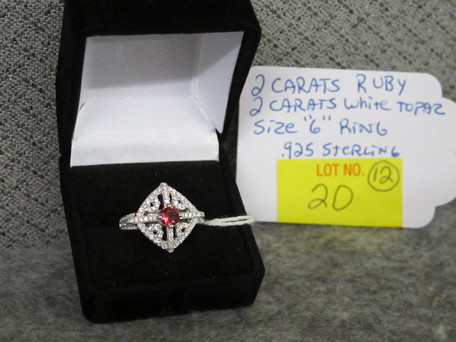 2 CARATS RUBY
2 CARATS White TOPAZ
Size "6" RING
.925 STERLING
LOT NO. 12
20